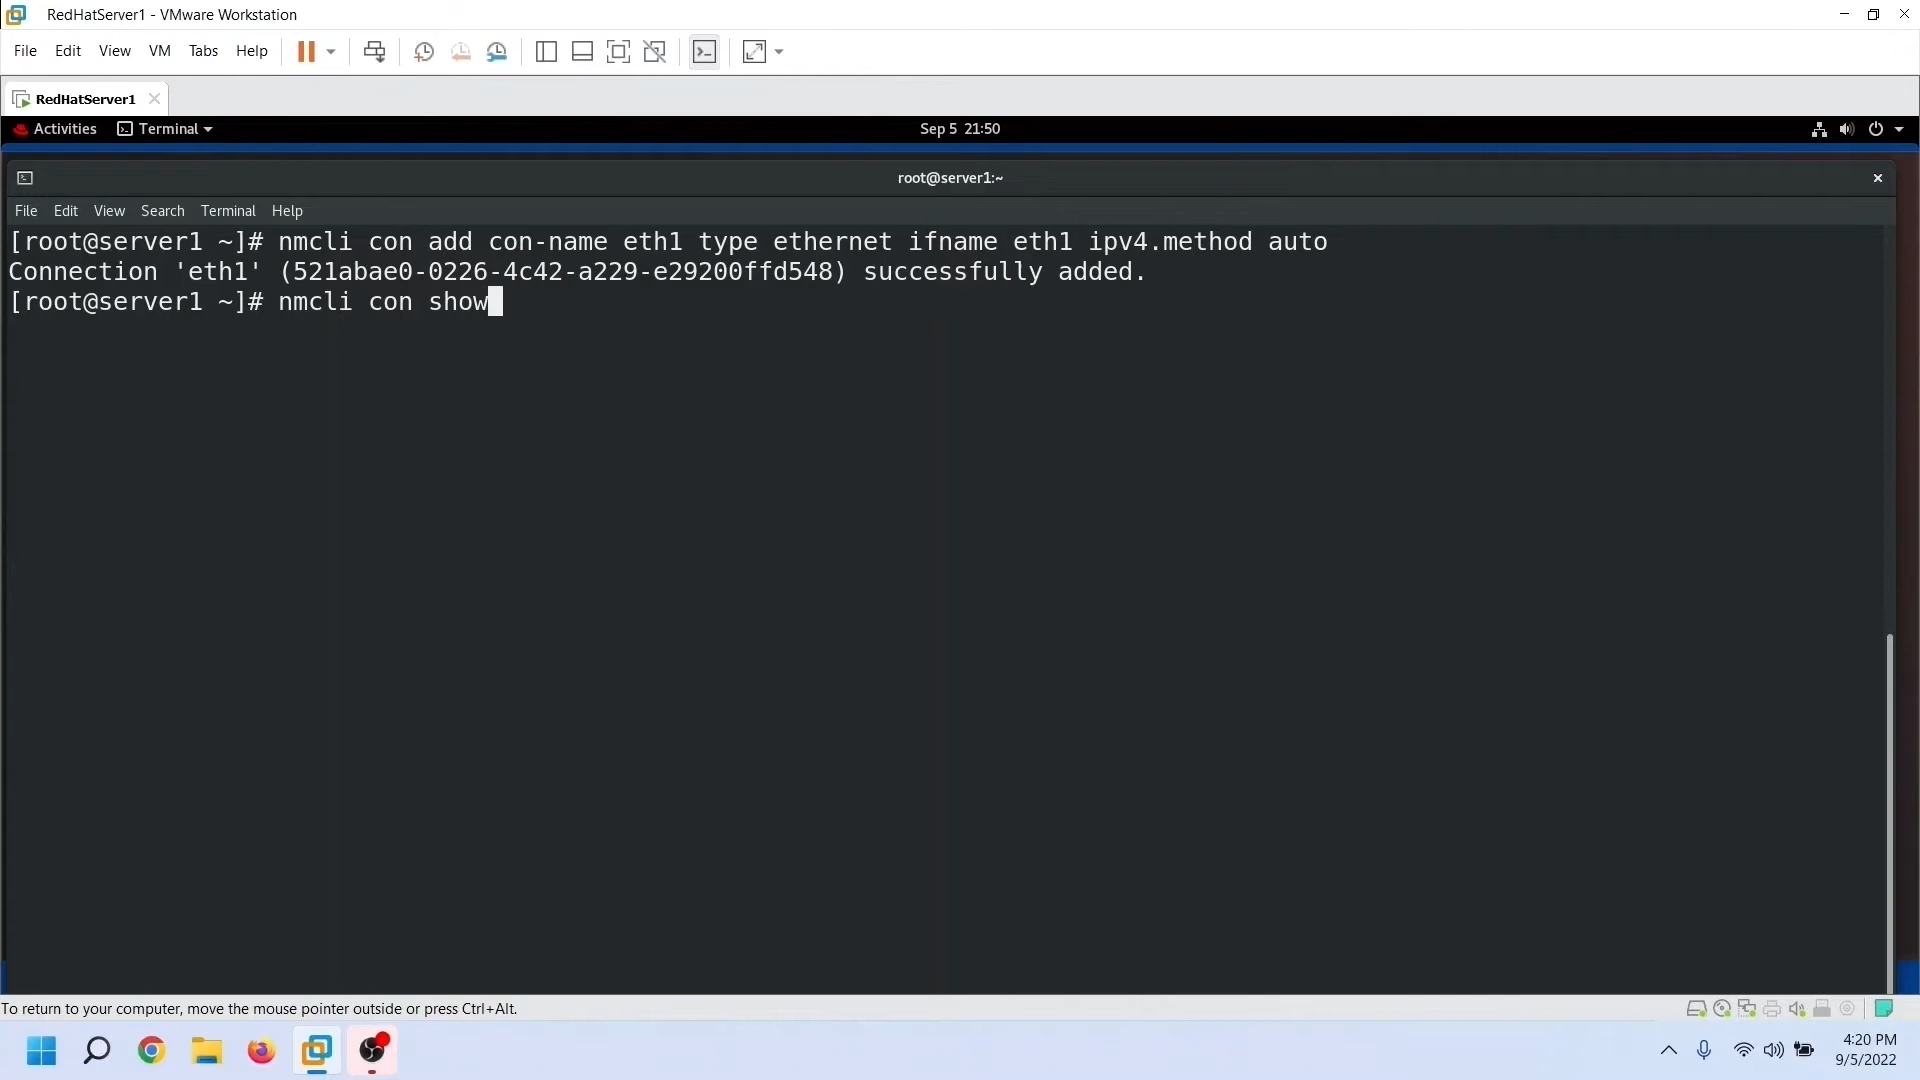 RedHatServer1 - VMware Workstation
File Edit View VM Tabs Help
RedHatServer1
Activities Terminal Sep 5 21:50
root@server1:~
File Edit View Search Terminal Help
[root@server1 ~]# nmcli con add con-name eth1 type ethernet ifname eth1 ipv4.method auto
Connection 'eth1' (521abae0-0226-4c42-a229-e29200ffd548) successfully added.
[root@server1 ~]# nmcli con show
To return to your computer, move the mouse pointer outside or press Ctrl+Alt.
4:20 PM
9/5/2022